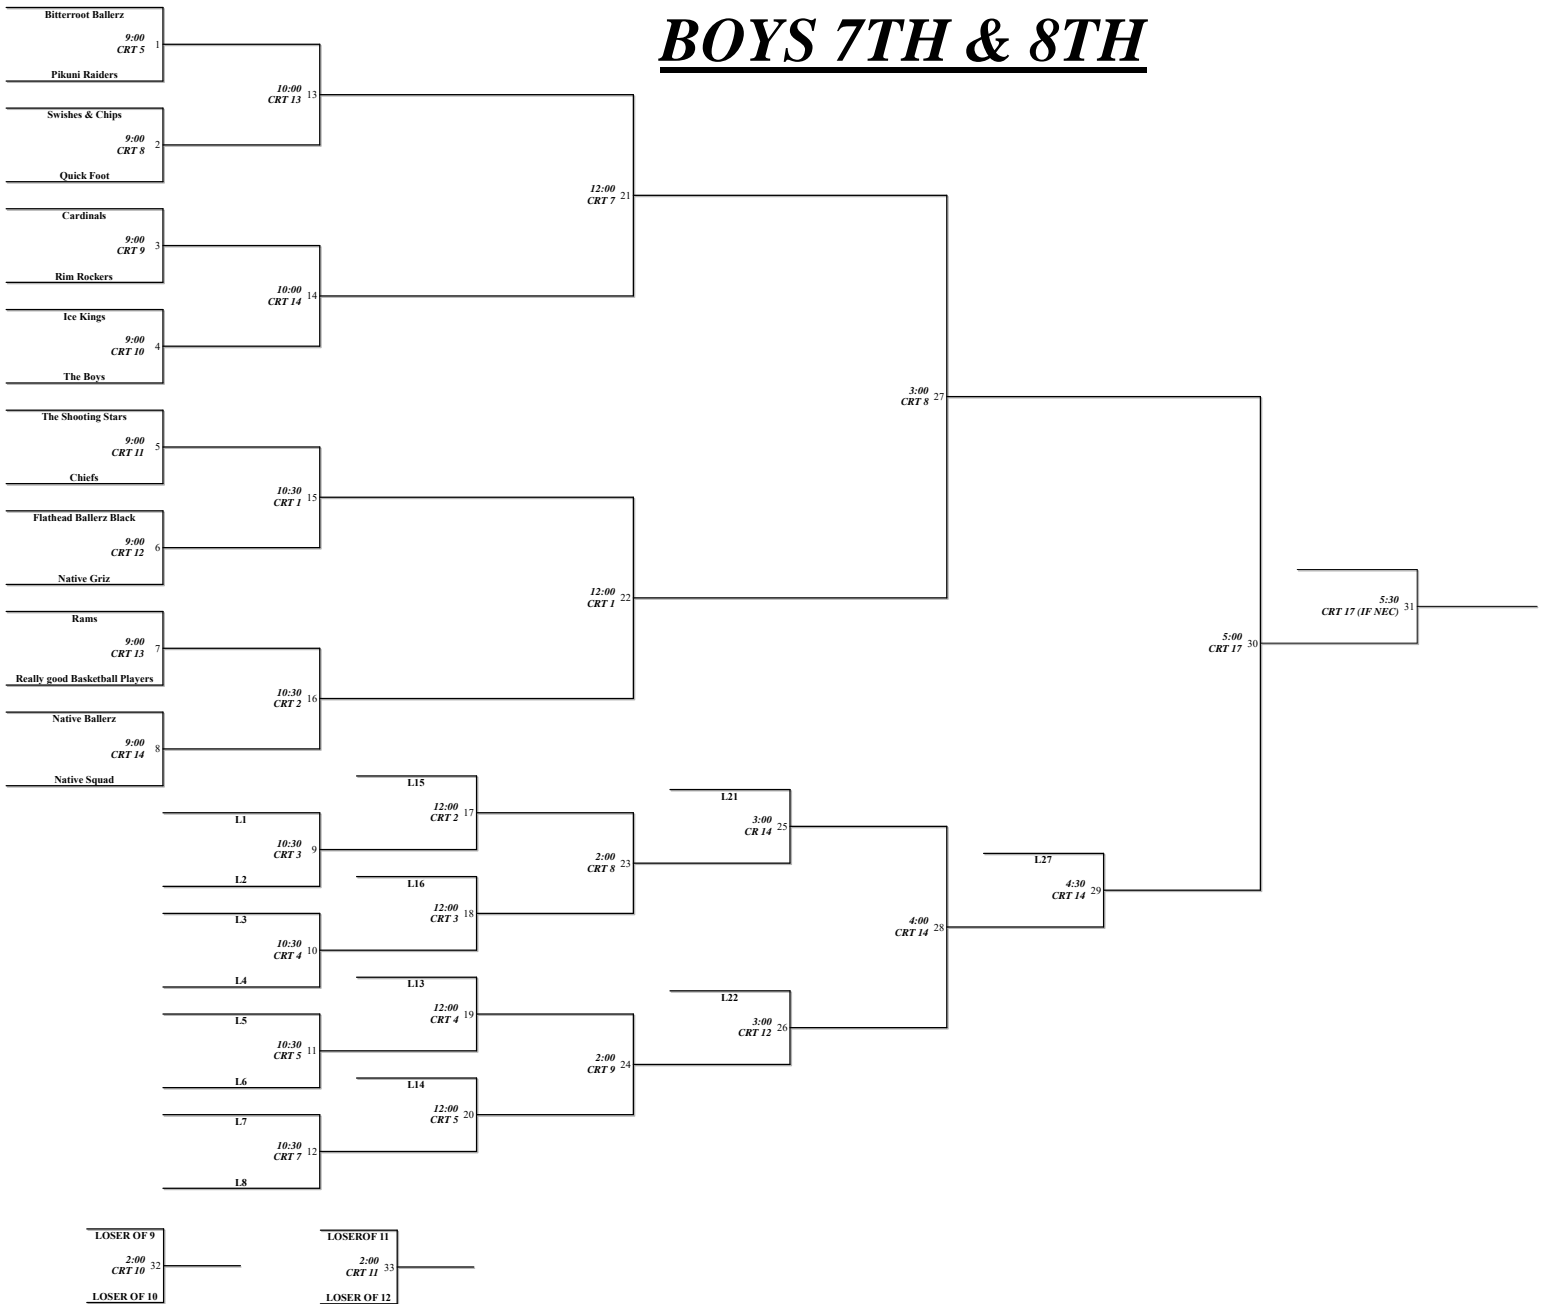 BOYS 7TH & 8TH
Bitterroot Ballerz
9:00
CRT 5
1
Pikuni Raiders
10:00
CRT 13
13
Swishes & Chips
9:00
CRT 8
2
Quick Foot
12:00
CRT 7
21
Cardinals
9:00
CRT 9
3
Rim Rockers
10:00
CRT 14
14
Ice Kings
9:00
CRT 10
4
The Boys
3:00
CRT 8
27
The Shooting Stars
9:00
CRT 11
5
Chiefs
10:30
CRT 1
15
Flathead Ballerz Black
9:00
CRT 12
6
Native Griz
12:00
CRT 1
22
5:30
CRT 17 (IF NEC)
31
Rams
9:00
CRT 13
7
Really good Basketball Players
5:00
CRT 17
30
10:30
CRT 2
16
Native Ballerz
9:00
CRT 14
8
Native Squad
L15
12:00
CRT 2
17
L21
3:00
CR 14
25
L1
10:30
CRT 3
9
L2
2:00
CRT 8
23
L27
4:30
CRT 14
29
L16
12:00
CRT 3
18
L3
10:30
CRT 4
10
L4
4:00
CRT 14
28
L13
12:00
CRT 4
19
L22
3:00
CRT 12
26
L5
10:30
CRT 5
11
L6
2:00
CRT 9
24
L14
12:00
CRT 5
20
L7
10:30
CRT 7
12
L8
LOSER OF 9
2:00
CRT 10
32
LOSER OF 10
LOSEROF 11
2:00
CRT 11
33
LOSER OF 12